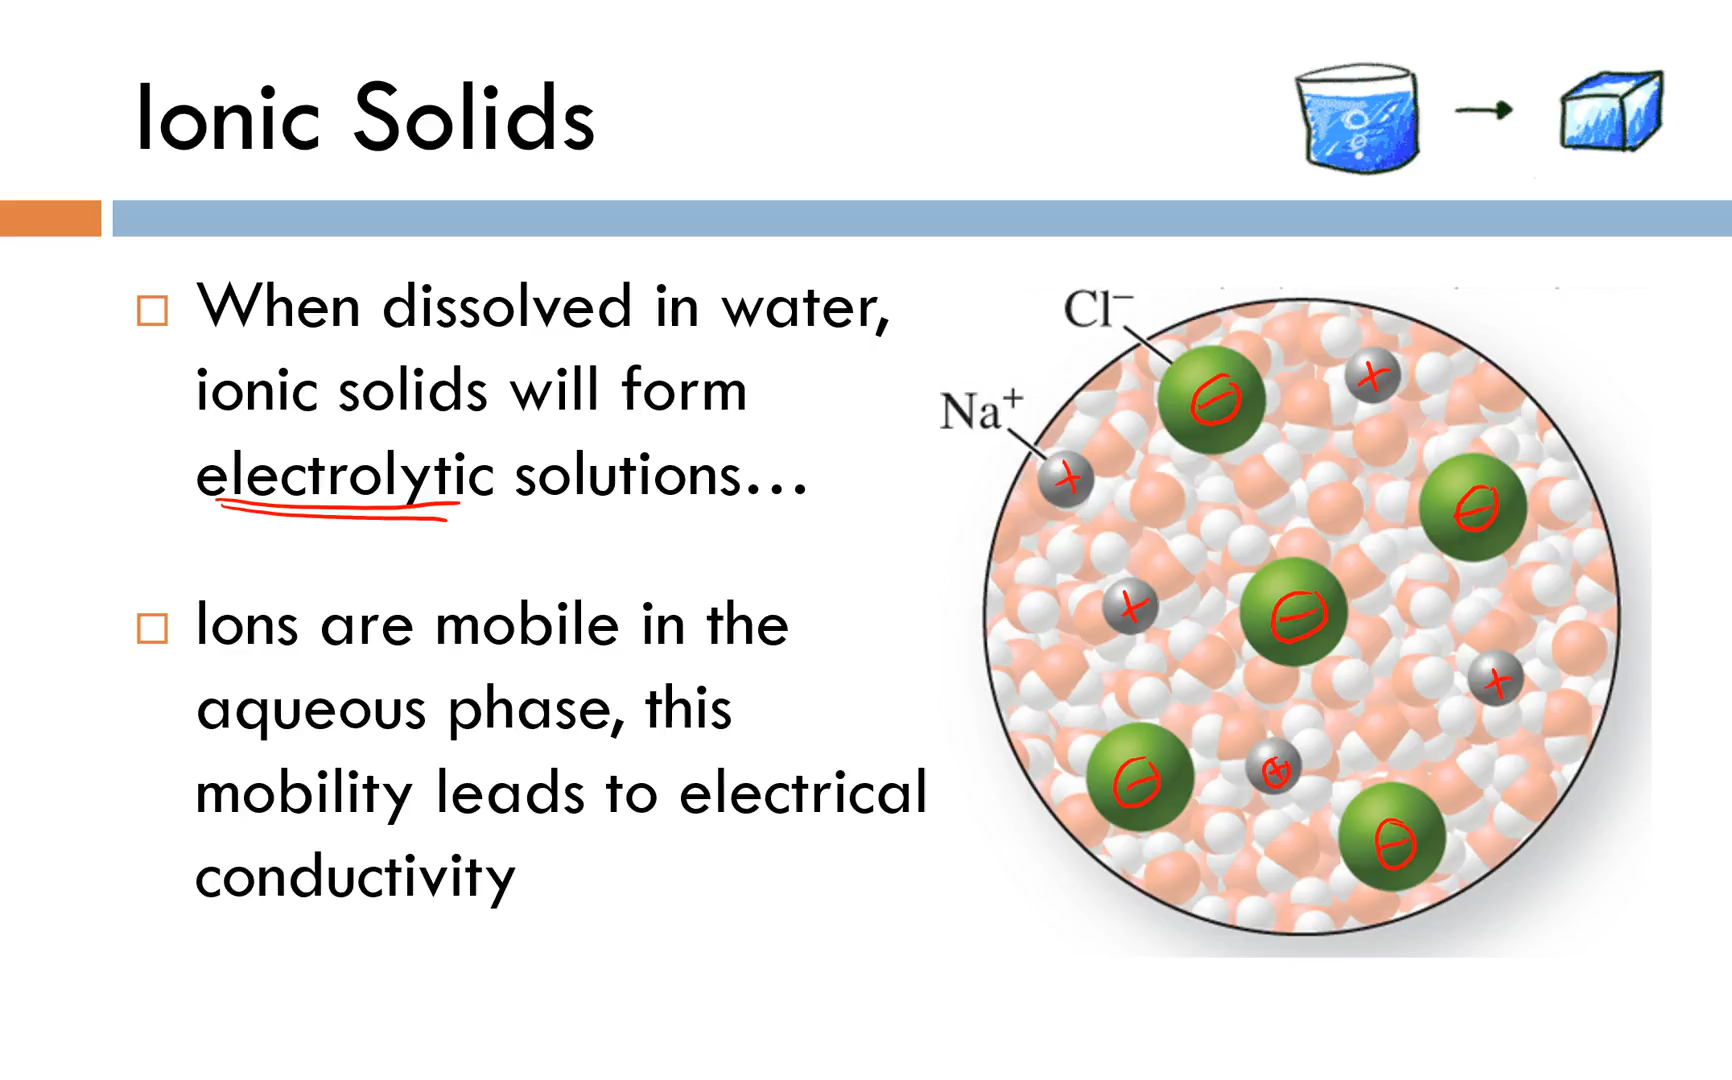 Ionic Solids
When dissolved in water,
ionic solids will form
electrolytic solutions...
Ions are mobile in the
aqueous phase, this
mobility leads to electrical
conductivity
Cl⁻
Na⁺
−
+
+
−
+
−
+
−
+
−